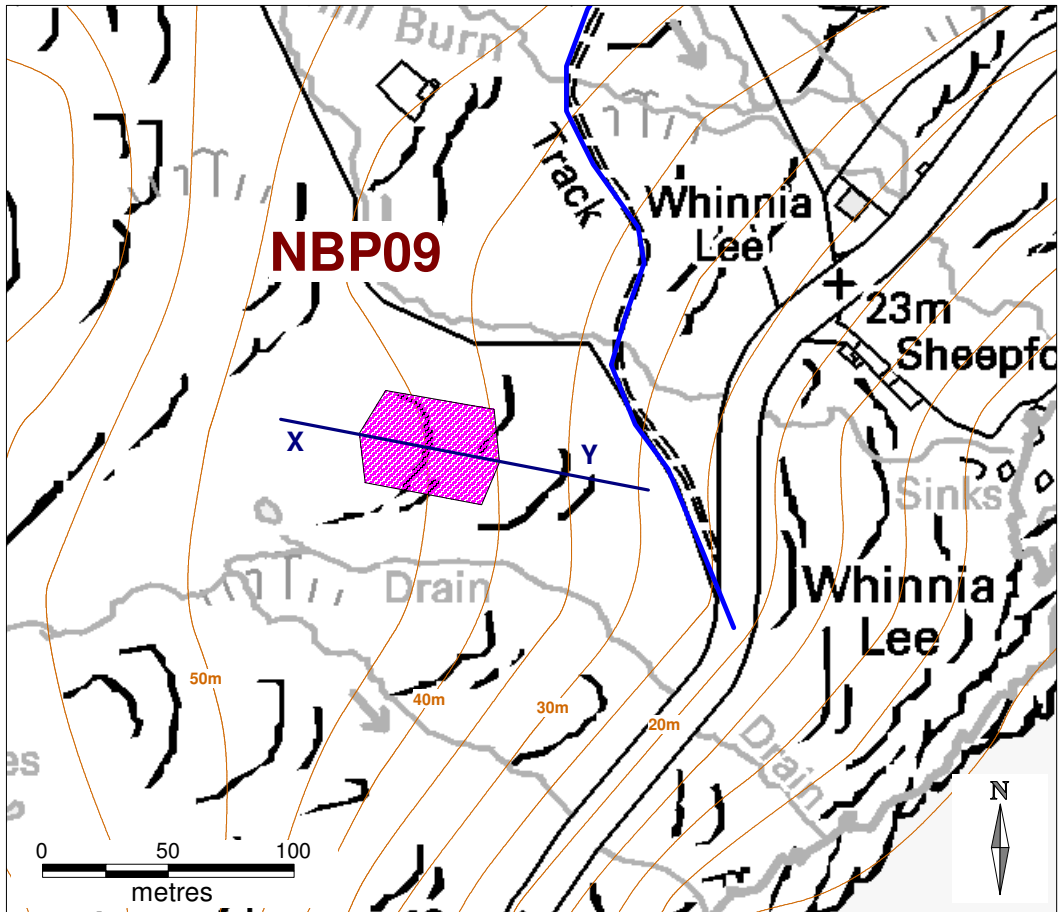 Burn
Track
Whinnia
Lee
NBP09
23m
Sheepfo
X
Y
Sinks
Drain
Whinnia
Lee
50m
40m
30m
20m
Drain
es
N
0 50 100
metres